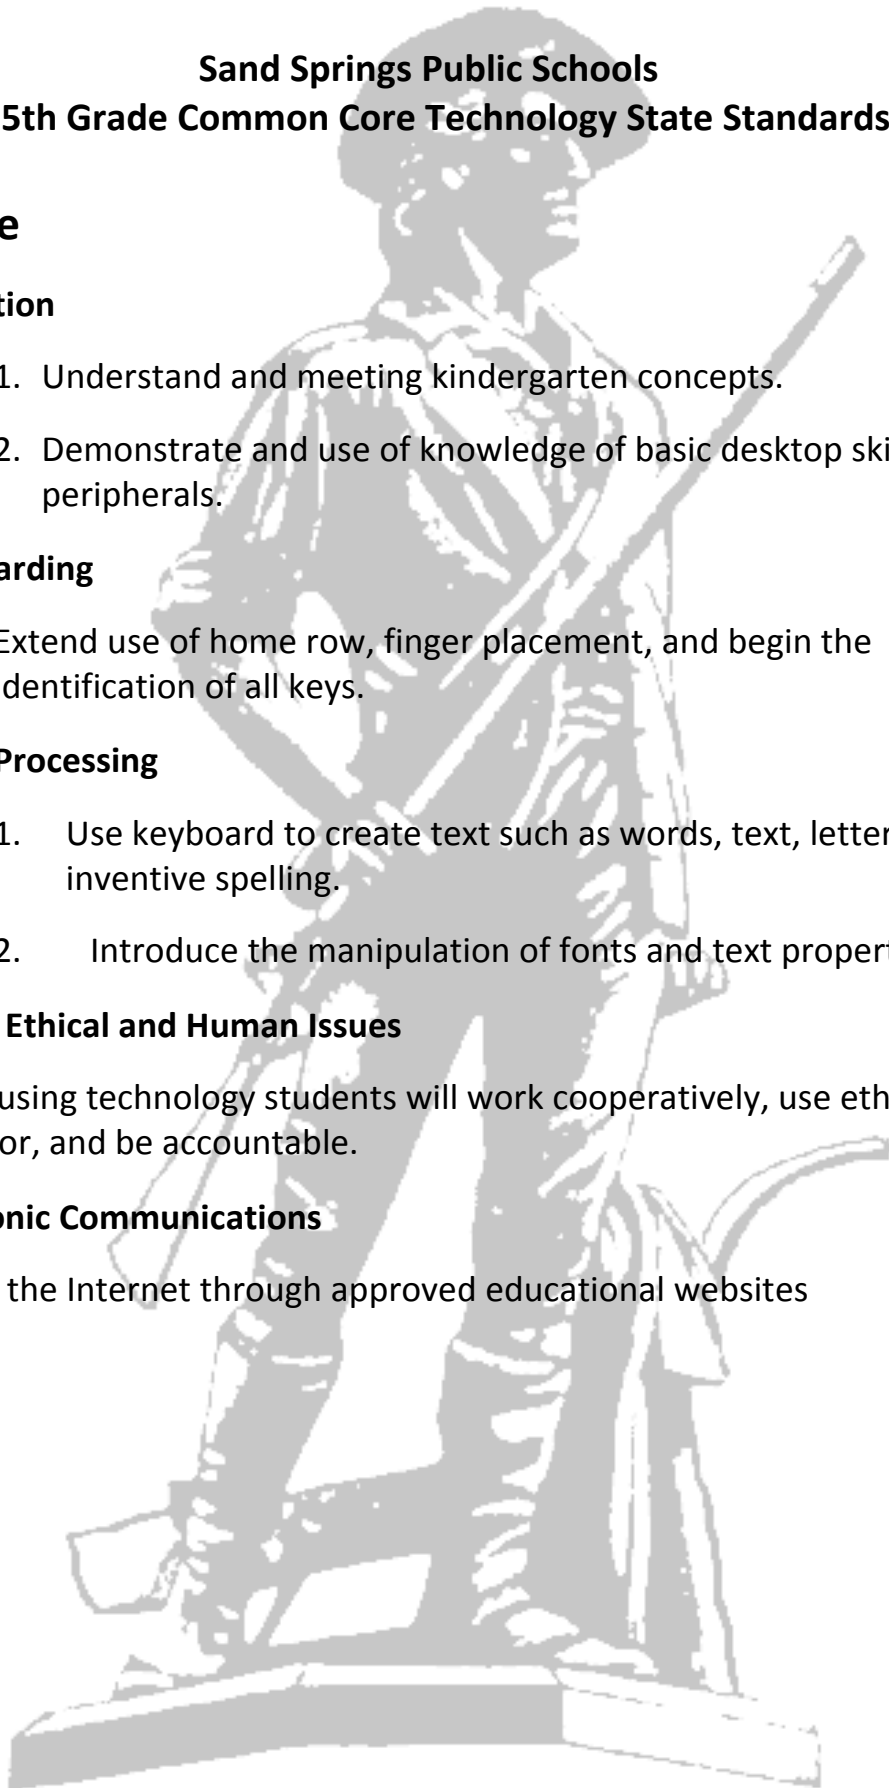 Sand Springs Public Schools
5th Grade Common Core Technology State Standards
e
tion
1. Understand and meeting kindergarten concepts.
2. Demonstrate and use of knowledge of basic desktop ski
peripherals.
arding
Extend use of home row, finger placement, and begin the
dentification of all keys.
Processing
1. Use keyboard to create text such as words, text, letter
inventive spelling.
2. Introduce the manipulation of fonts and text propert
Ethical and Human Issues
using technology students will work cooperatively, use eth
or, and be accountable.
onic Communications
the Internet through approved educational websites